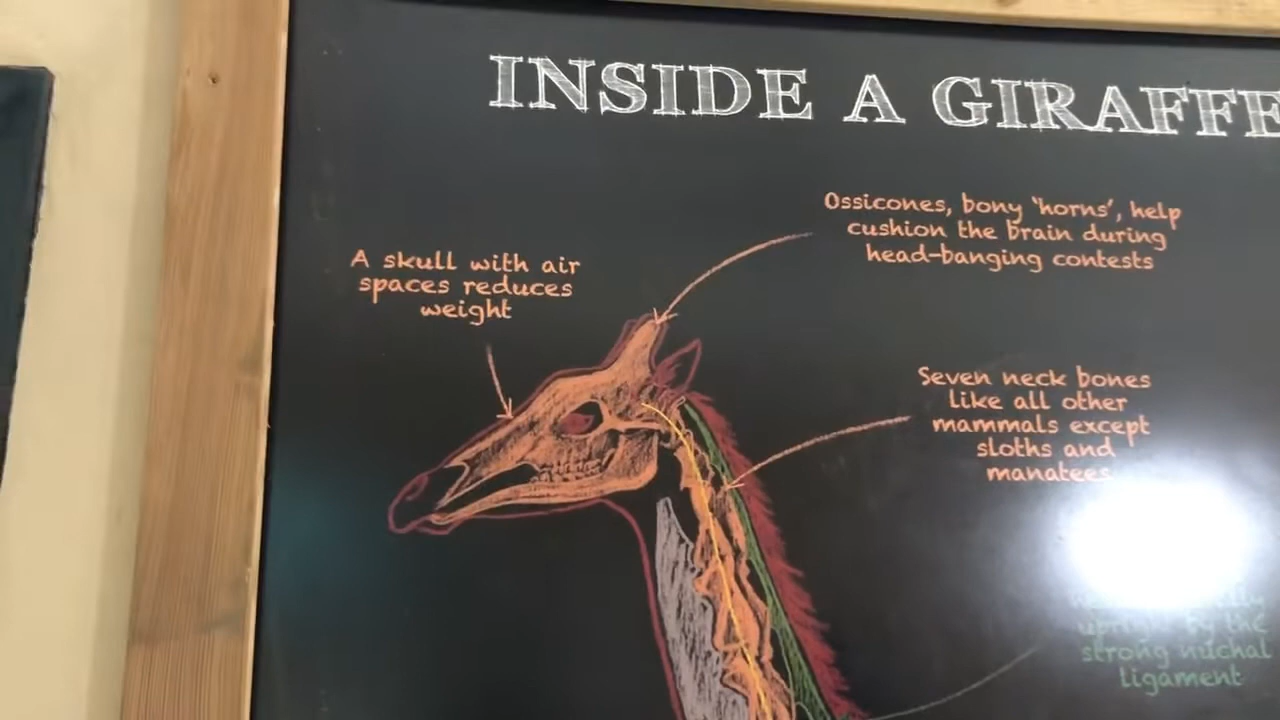 INSIDE A GIRAFFE
Ossicones, bony 'horns', help
cushion the brain during
head-banging contests
A skull with air
spaces reduces
weight
Seven neck bones
like all other
mammals except
sloths and
manatees
by the
strong nuchal
ligament